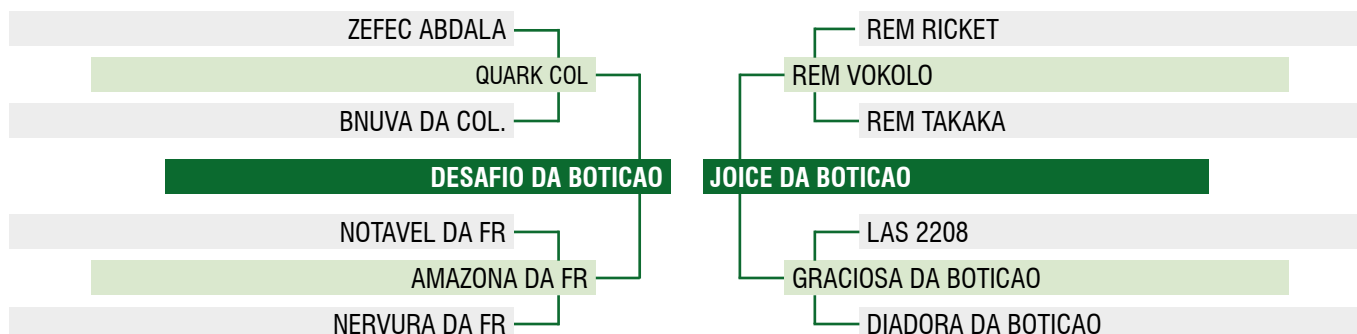 ZEFEC ABDALA
QUARK COL
BNUVA DA COL.
DESAFIO DA BOTICAO
NOTAVEL DA FR
AMAZONA DA FR
NERVURA DA FR
REM RICKET
REM VOKOLO
REM TAKAKA
JOICE DA BOTICAO
LAS 2208
GRACIOSA DA BOTICAO
DIADORA DA BOTICAO